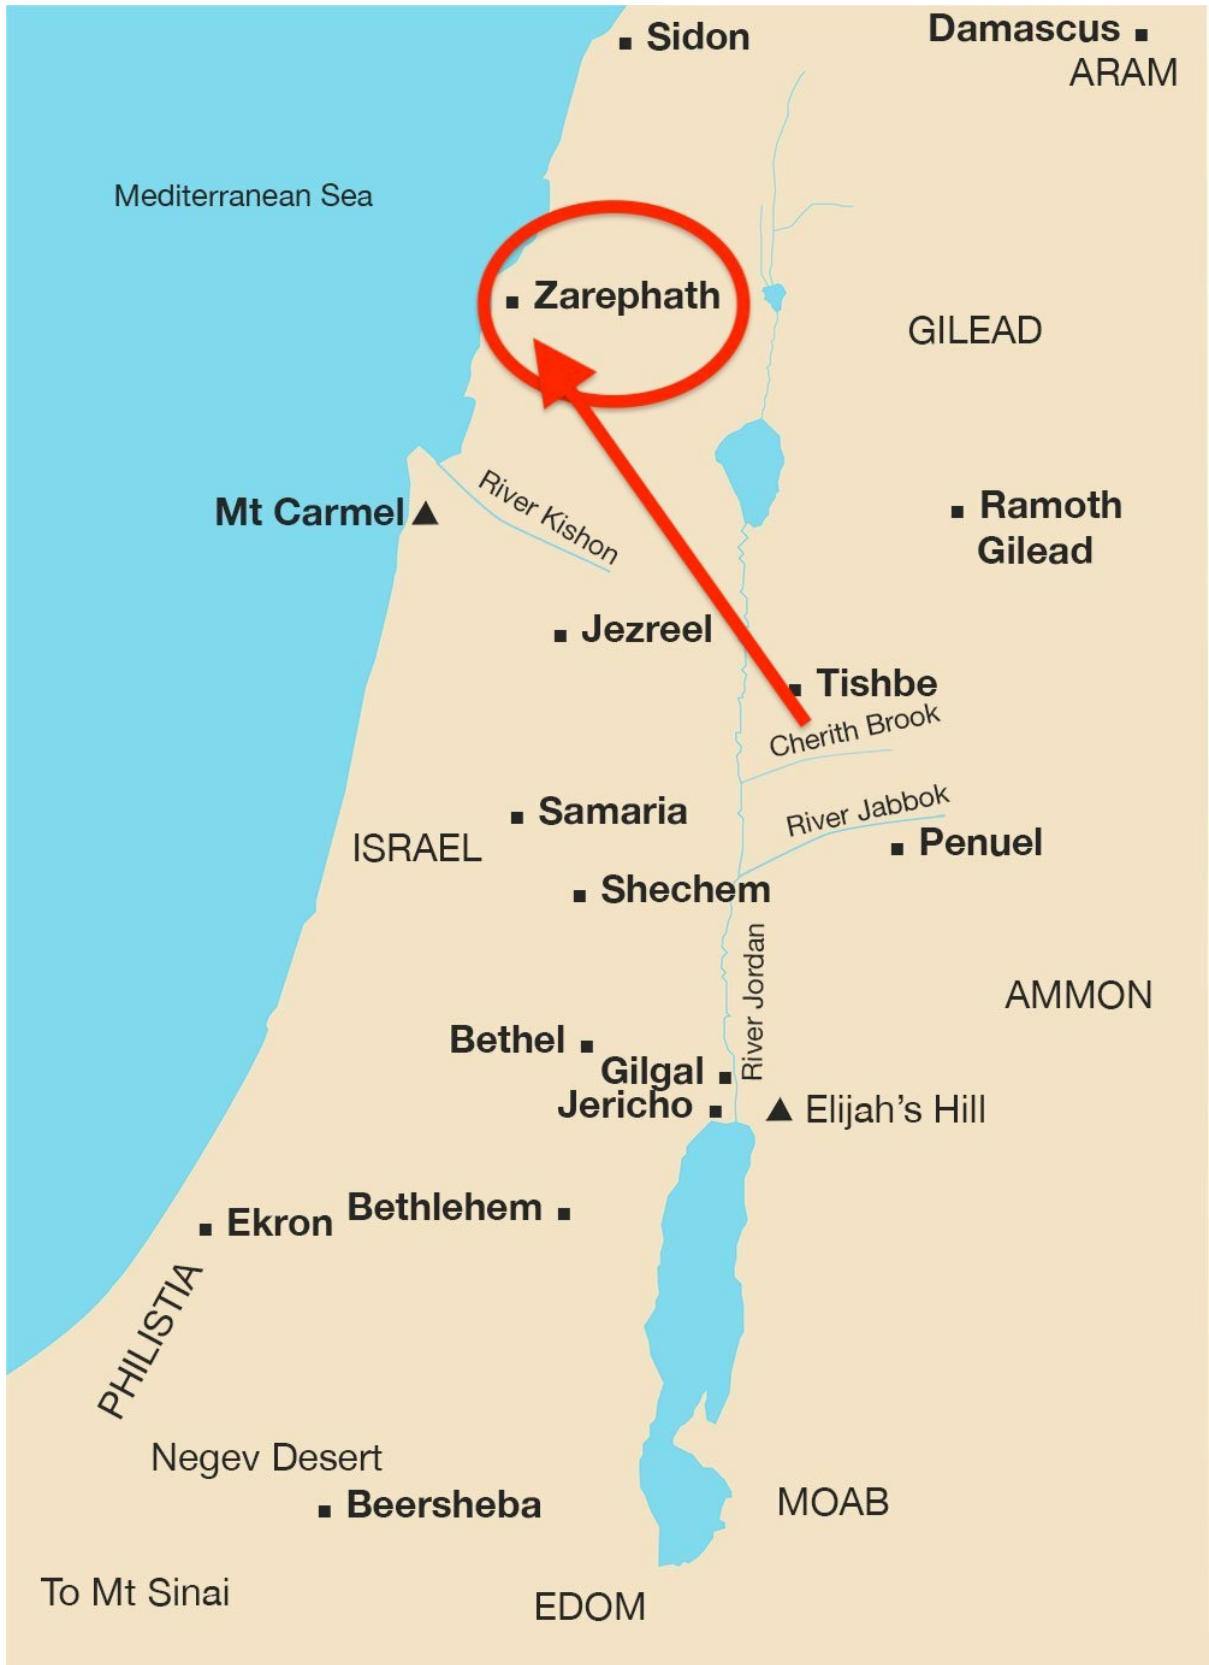 Sidon
Damascus
ARAM
Mediterranean Sea
Zarephath
GILEAD
River Kishon
Mt Carmel
Ramoth
Gilead
Jezreel
Tishbe
Cherith Brook
River Jabbok
Samaria
ISRAEL
Penuel
Shechem
River Jordan
AMMON
Bethel
Gilgal
Jericho
Elijah’s Hill
Bethlehem
Ekron
PHILISTIA
Negev Desert
Beersheba
MOAB
To Mt Sinai
EDOM